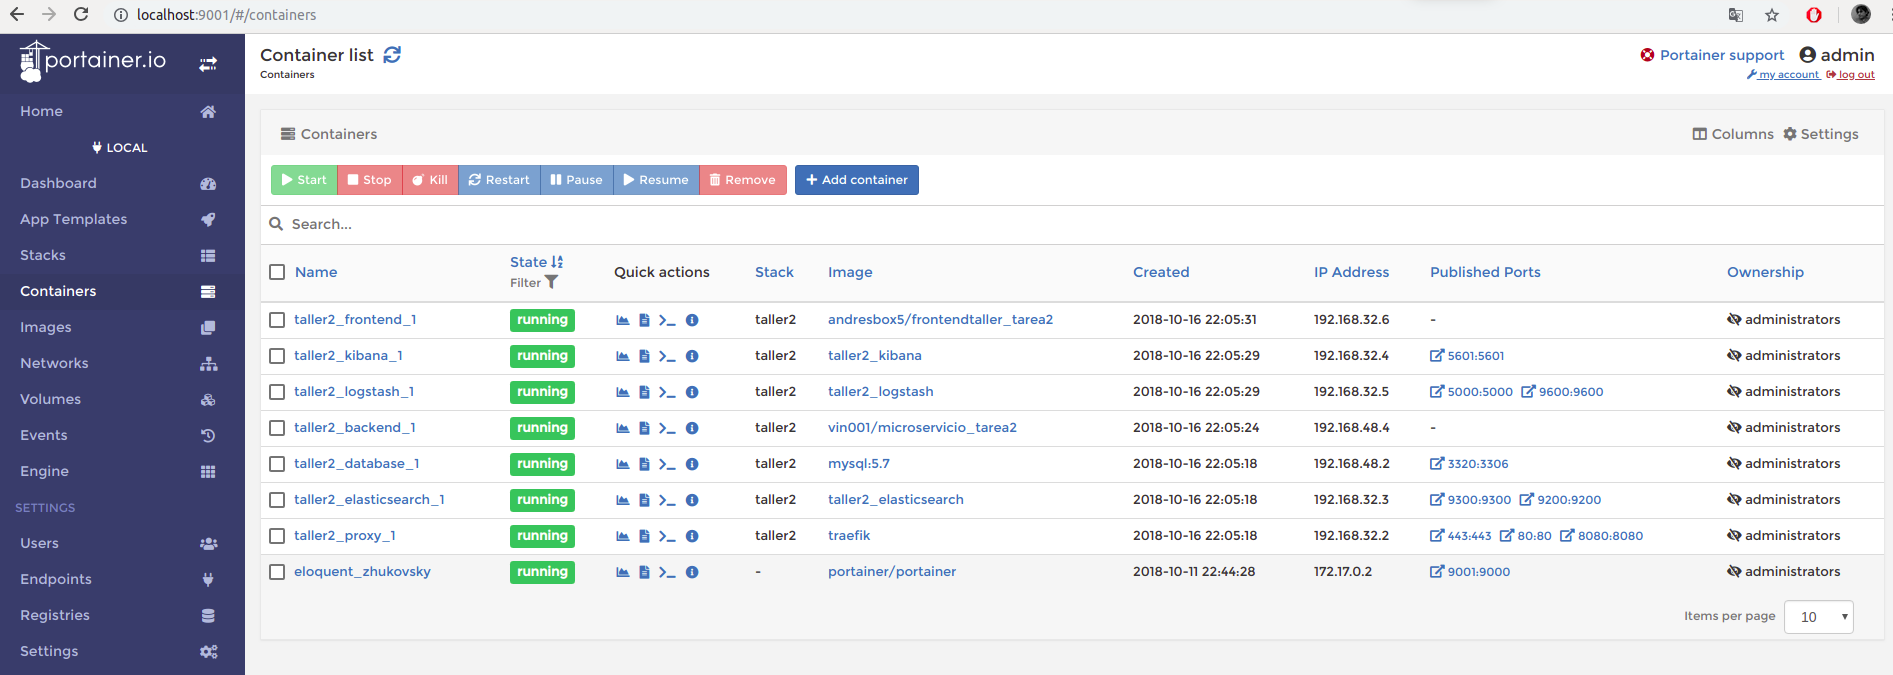 localhost:9001/#/containers
portainer.io
Home
LOCAL
Dashboard
App Templates
Stacks
Containers
Images
Networks
Volumes
Events
Engine
SETTINGS
Users
Endpoints
Registries
Settings
Container list
Containers
Portainer support admin
my account log out
Containers Columns Settings
Start Stop Kill Restart Pause Resume Remove Add container
Search...
Name State Filter Quick actions Stack Image Created IP Address Published Ports Ownership
taller2_frontend_1 running taller2 andresbox5/frontendtaller_tarea2 2018-10-16 22:05:31 192.168.32.6 - administrators
taller2_kibana_1 running taller2 taller2_kibana 2018-10-16 22:05:29 192.168.32.4 5601:5601 administrators
taller2_logstash_1 running taller2 taller2_logstash 2018-10-16 22:05:29 192.168.32.5 5000:5000 9600:9600 administrators
taller2_backend_1 running taller2 vin001/microservicio_tarea2 2018-10-16 22:05:24 192.168.48.4 - administrators
taller2_database_1 running taller2 mysql:5.7 2018-10-16 22:05:18 192.168.48.2 3320:3306 administrators
taller2_elasticsearch_1 running taller2 taller2_elasticsearch 2018-10-16 22:05:18 192.168.32.3 9300:9300 9200:9200 administrators
taller2_proxy_1 running taller2 traefik 2018-10-16 22:05:18 192.168.32.2 443:443 80:80 8080:8080 administrators
eloquent_zhukovsky running - portainer/portainer 2018-10-11 22:44:28 172.17.0.2 9001:9000 administrators
Items per page 10